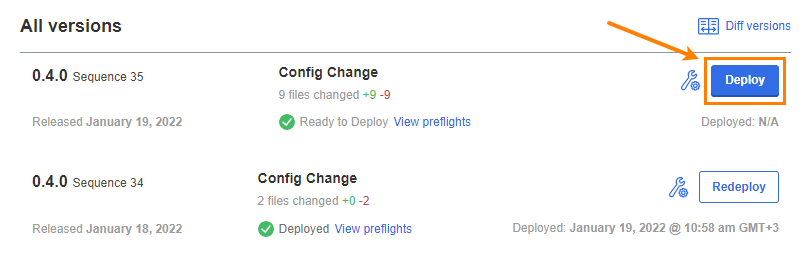 All versions
Diff versions
0.4.0 Sequence 35
Config Change
Deploy
9 files changed +9 -9
Released January 19, 2022
Ready to Deploy View preflights
Deployed: N/A
0.4.0 Sequence 34
Config Change
Redeploy
2 files changed +0 -2
Released January 18, 2022
Deployed View preflights
Deployed: January 19, 2022 @ 10:58 am GMT+3